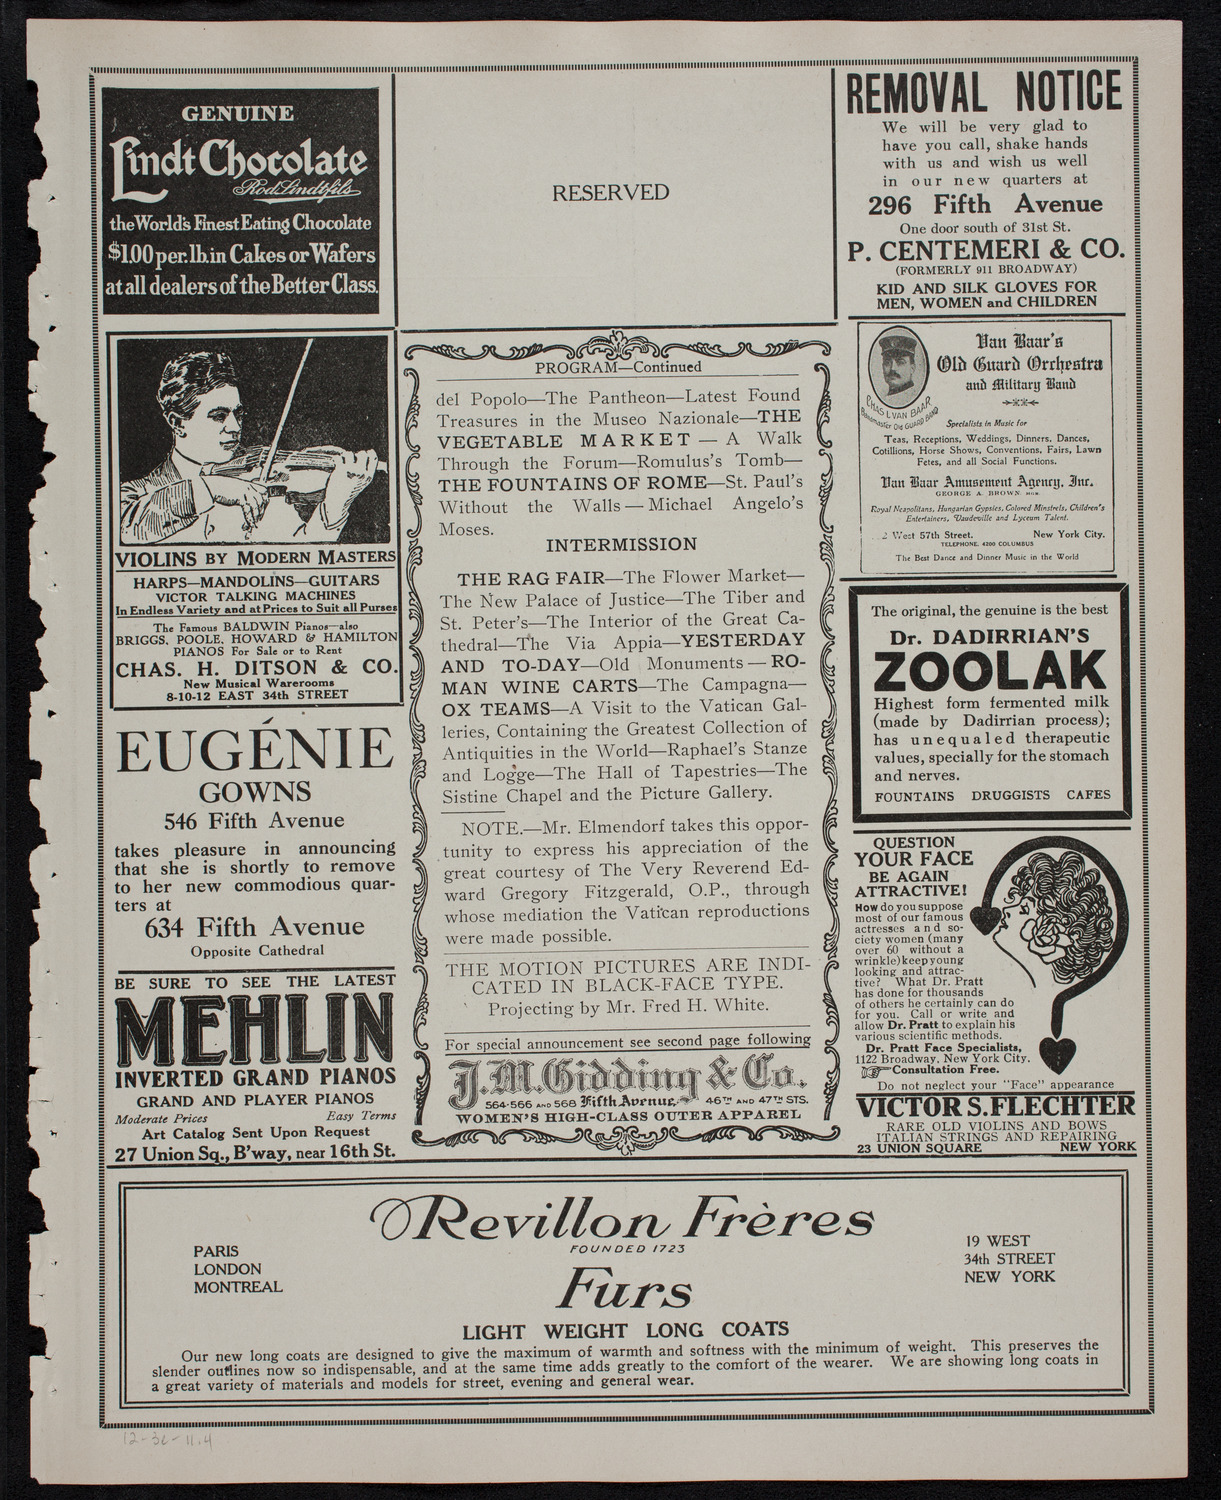 GENUINE
Lindt Chocolate
Rod. Lindt fils
the World's Finest Eating Chocolate
$1.00 per. lb. in Cakes or Wafers
at all dealers of the Better Class.
VIOLINS BY MODERN MASTERS
HARPS—MANDOLINS—GUITARS
VICTOR TALKING MACHINES
In Endless Variety and at Prices to Suit all Purses
The Famous BALDWIN Pianos—also
BRIGGS, POOLE, HOWARD & HAMILTON
PIANOS For Sale or to Rent
CHAS. H. DITSON & CO.
New Musical Warerooms
8-10-12 EAST 34th STREET
EUGÉNIE
GOWNS
546 Fifth Avenue
takes pleasure in announcing
that she is shortly to remove
to her new commodious quar-
ters at
634 Fifth Avenue
Opposite Cathedral
BE SURE TO SEE THE LATEST
MEHLIN
INVERTED GRAND PIANOS
GRAND AND PLAYER PIANOS
Moderate Prices Easy Terms
Art Catalog Sent Upon Request
27 Union Sq., B'way, near 16th St.
RESERVED
PROGRAM—Continued
del Popolo—The Pantheon—Latest Found
Treasures in the Museo Nazionale—THE
VEGETABLE MARKET — A Walk
Through the Forum—Romulus's Tomb—
THE FOUNTAINS OF ROME—St. Paul's
Without the Walls — Michael Angelo's
Moses.
INTERMISSION
THE RAG FAIR—The Flower Market—
The New Palace of Justice—The Tiber and
St. Peter's—The Interior of the Great Ca-
thedral—The Via Appia—YESTERDAY
AND TO-DAY—Old Monuments — RO-
MAN WINE CARTS—The Campagna—
OX TEAMS—A Visit to the Vatican Gal-
leries, Containing the Greatest Collection of
Antiquities in the World—Raphael's Stanze
and Logge—The Hall of Tapestries—The
Sistine Chapel and the Picture Gallery.
NOTE.—Mr. Elmendorf takes this oppor-
tunity to express his appreciation of the
great courtesy of The Very Reverend Ed-
ward Gregory Fitzgerald, O.P., through
whose mediation the Vatican reproductions
were made possible.
THE MOTION PICTURES ARE INDI-
CATED IN BLACK-FACE TYPE.
Projecting by Mr. Fred H. White.
For special announcement see second page following
J. M. Gidding & Co.
564-566 AND 568 Fifth Avenue, 46TH AND 47TH STS.
WOMEN'S HIGH-CLASS OUTER APPAREL
REMOVAL NOTICE
We will be very glad to
have you call, shake hands
with us and wish us well
in our new quarters at
296 Fifth Avenue
One door south of 31st St.
P. CENTEMERI & CO.
(FORMERLY 911 BROADWAY)
KID AND SILK GLOVES FOR
MEN, WOMEN and CHILDREN
CHAS L VAN BAAR
Bandmaster Old GUARD BAND
Van Baar's
Old Guard Orchestra
and Military Band
Specialists in Music for
Teas, Receptions, Weddings, Dinners, Dances,
Cotillions, Horse Shows, Conventions, Fairs, Lawn
Fetes, and all Social Functions.
Van Baar Amusement Agency, Inc.
GEORGE A. BROWN, MGR.
Royal Neapolitans, Hungarian Gypsies, Colored Minstrels, Children's
Entertainers, Vaudeville and Lyceum Talent.
2 West 57th Street. New York City.
TELEPHONE, 4200 COLUMBUS
The Best Dance and Dinner Music in the World
The original, the genuine is the best
Dr. DADIRRIAN'S
ZOOLAK
Highest form fermented milk
(made by Dadirrian process);
has unequaled therapeutic
values, specially for the stomach
and nerves.
FOUNTAINS DRUGGISTS CAFES
QUESTION
YOUR FACE
BE AGAIN
ATTRACTIVE!
How do you suppose
most of our famous
actresses and so-
ciety women (many
over 60 without a
wrinkle) keep young
looking and attrac-
tive? What Dr. Pratt
has done for thousands
of others he certainly can do
for you. Call or write and
allow Dr. Pratt to explain his
various scientific methods.
Dr. Pratt Face Specialists,
1122 Broadway, New York City.
Consultation Free.
Do not neglect your "Face" appearance
VICTOR S. FLECHTER
RARE OLD VIOLINS AND BOWS
ITALIAN STRINGS AND REPAIRING
23 UNION SQUARE NEW YORK
Revillon Frères
FOUNDED 1723
PARIS
LONDON
MONTREAL
19 WEST
34th STREET
NEW YORK
Furs
LIGHT WEIGHT LONG COATS
Our new long coats are designed to give the maximum of warmth and softness with the minimum of weight. This preserves the
slender outlines now so indispensable, and at the same time adds greatly to the comfort of the wearer. We are showing long coats in
a great variety of materials and models for street, evening and general wear.